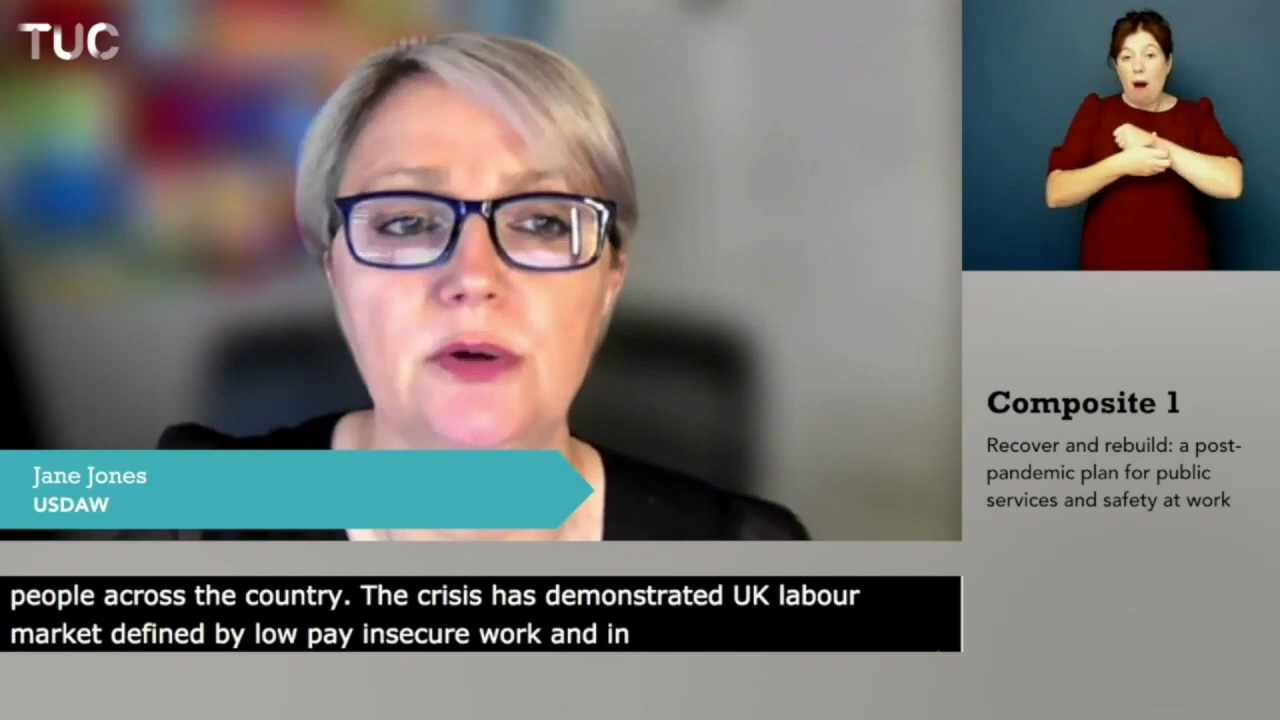 TUC
Jane Jones
USDAW
Composite 1
Recover and rebuild: a post-
pandemic plan for public
services and safety at work
people across the country. The crisis has demonstrated UK labour
market defined by low pay insecure work and in